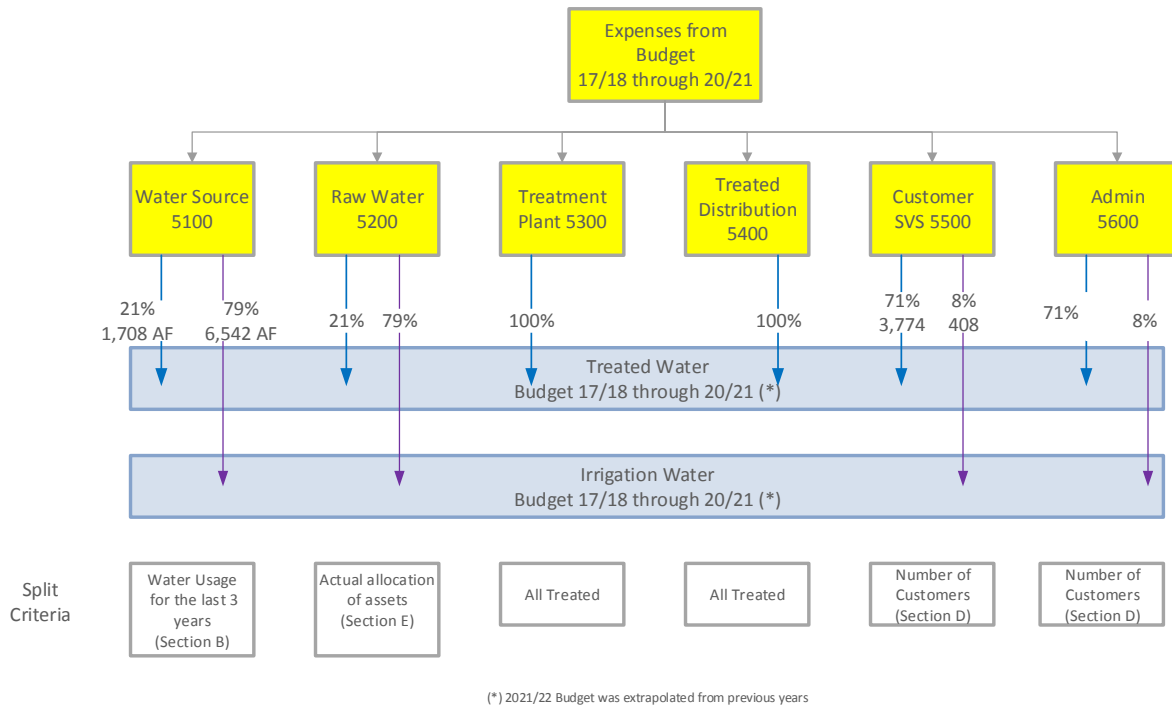 Expenses from
Budget
17/18 through 20/21
Water Source
5100
Raw Water
5200
Treatment
Plant 5300
Treated
Distribution
5400
Customer
SVS 5500
Admin
5600
21%
1,708 AF
79%
6,542 AF
21%
79%
100%
100%
71%
3,774
8%
408
71%
8%
Treated Water
Budget 17/18 through 20/21 (*)
Irrigation Water
Budget 17/18 through 20/21 (*)
Split
Criteria
Water Usage
for the last 3
years
(Section B)
Actual allocation
of assets
(Section E)
All Treated
All Treated
Number of
Customers
(Section D)
Number of
Customers
(Section D)
(*) 2021/22 Budget was extrapolated from previous years